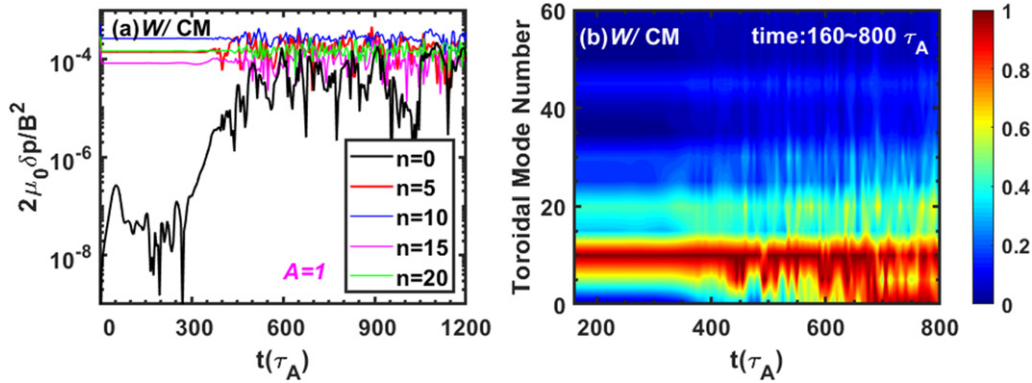 (a)W/ CM
10^-4
10^-6
10^-8
2μ0δp/B^2
n=0
n=5
n=10
n=15
n=20
A=1
0 300 600 900 1200
t(τA)
(b)W/ CM time:160~800 τA
60
40
20
0
Toroidal Mode Number
200 400 600 800
t(τA)
1
0.8
0.6
0.4
0.2
0